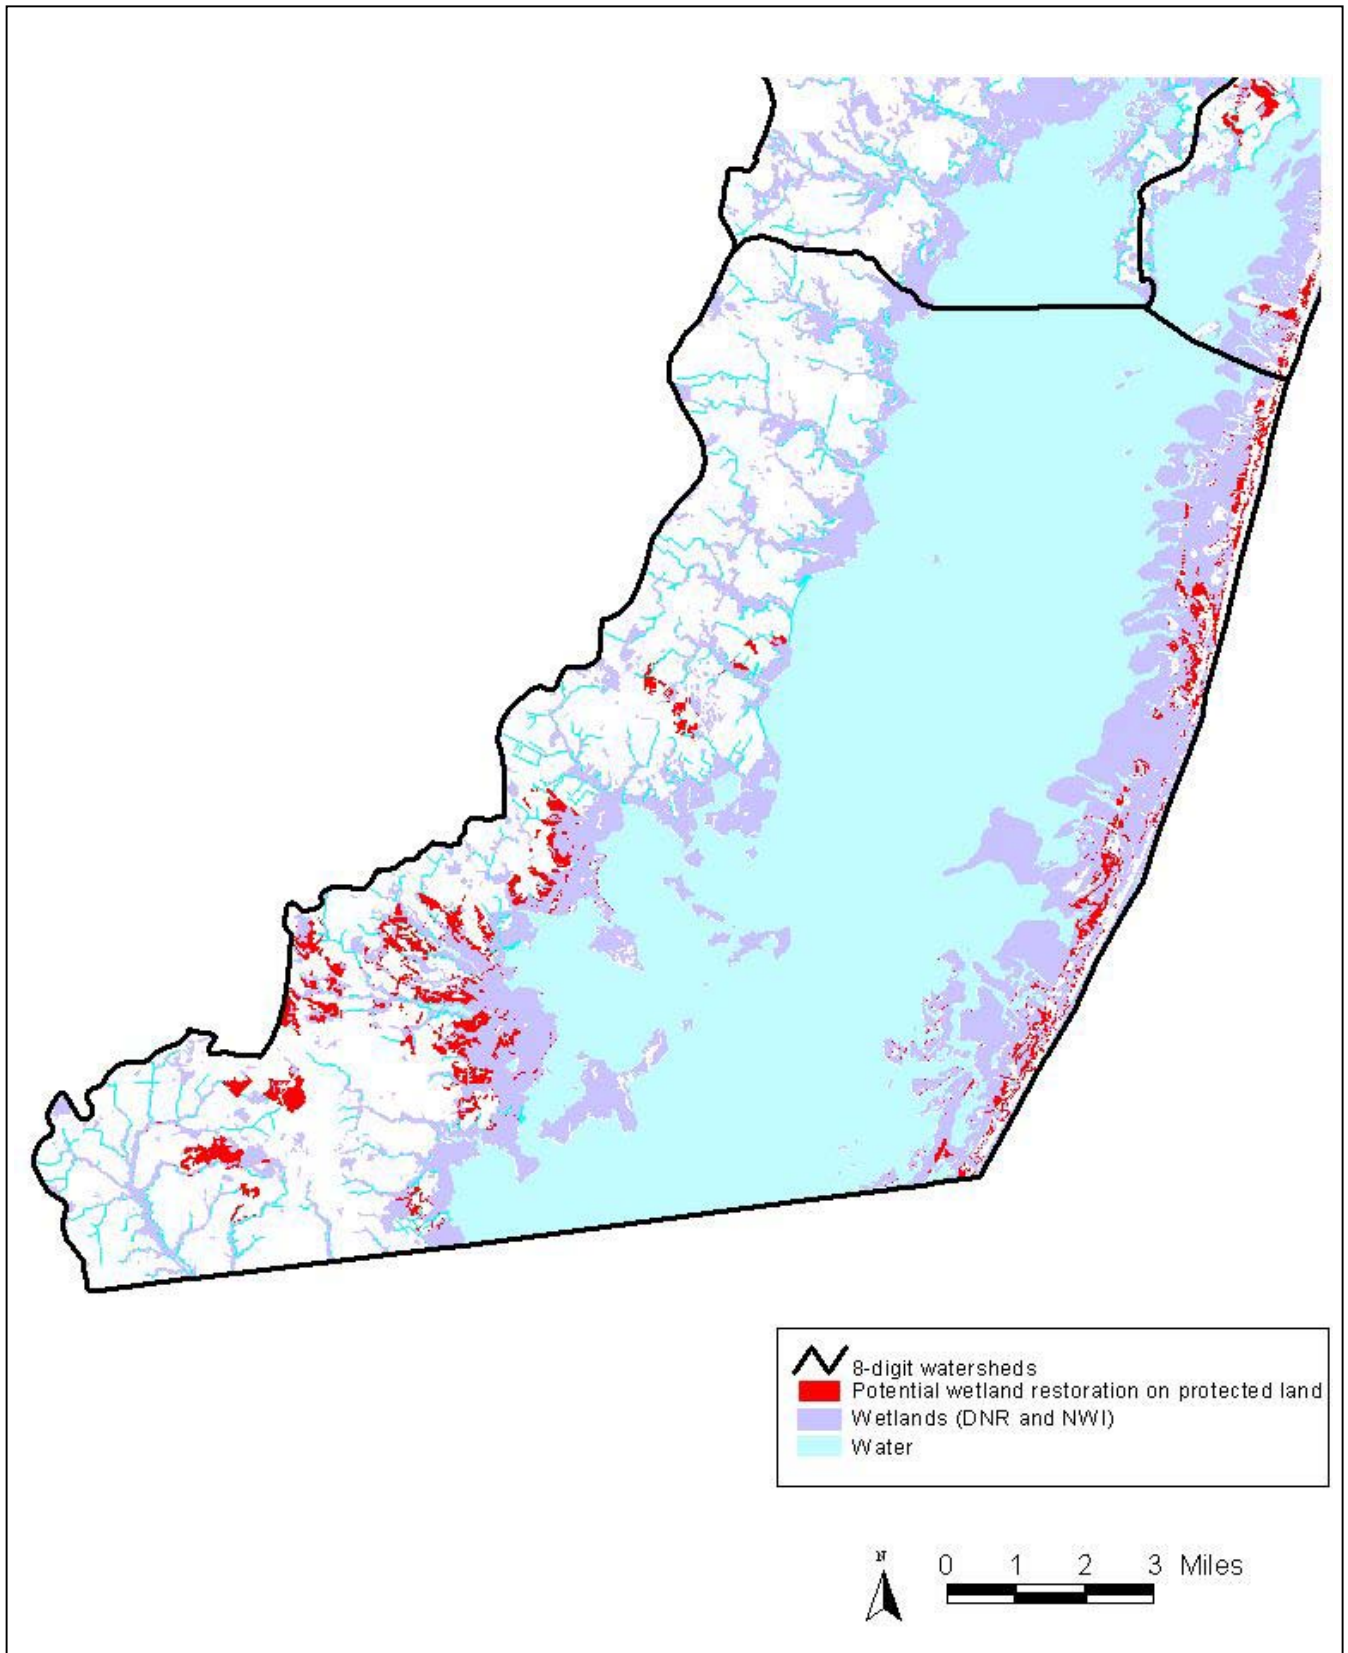 8-digit watersheds
Potential wetland restoration on protected land
Wetlands (DNR and NWI)
Water
N
0 1 2 3 Miles